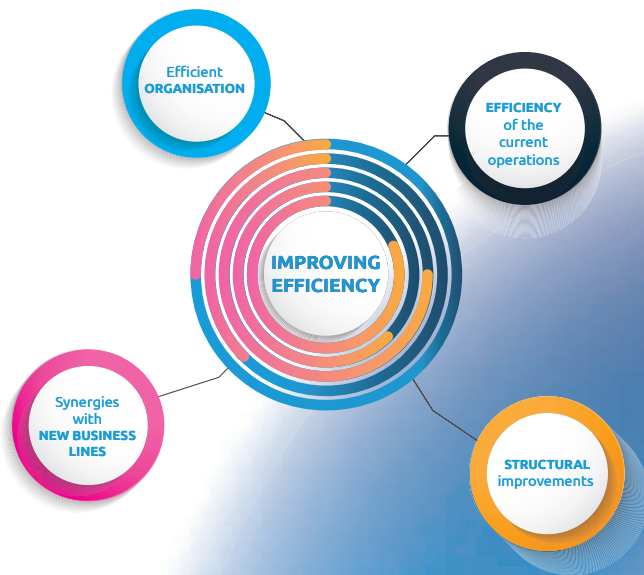 Efficient
ORGANISATION
EFFICIENCY
of the
current
operations
IMPROVING
EFFICIENCY
Synergies
with
NEW BUSINESS
LINES
STRUCTURAL
improvements